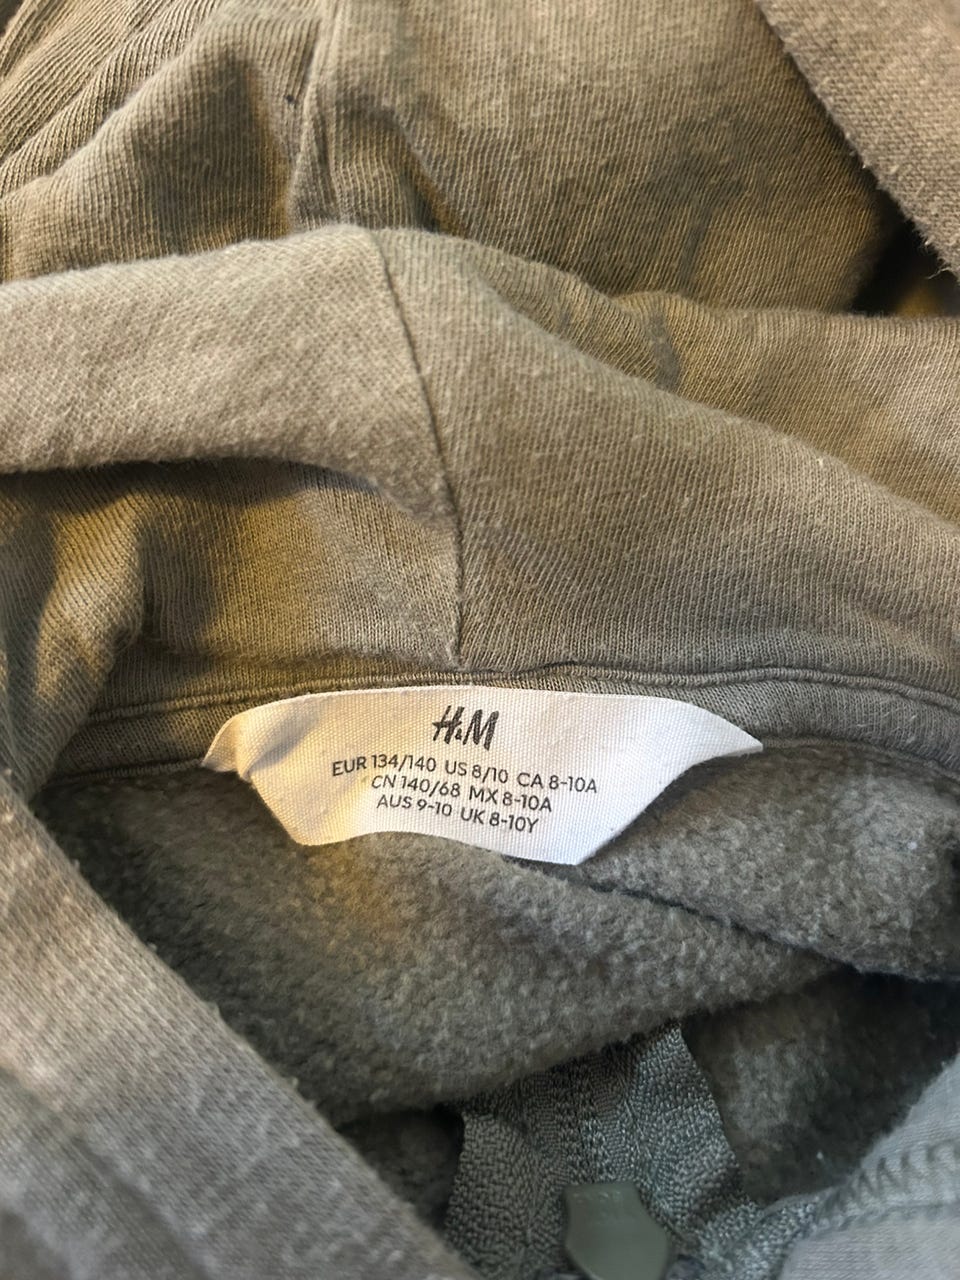 H&M
EUR 134/140 US 8/10 CA 8-10A
CN 140/68 MX 8-10A
AUS 9-10 UK 8-10Y